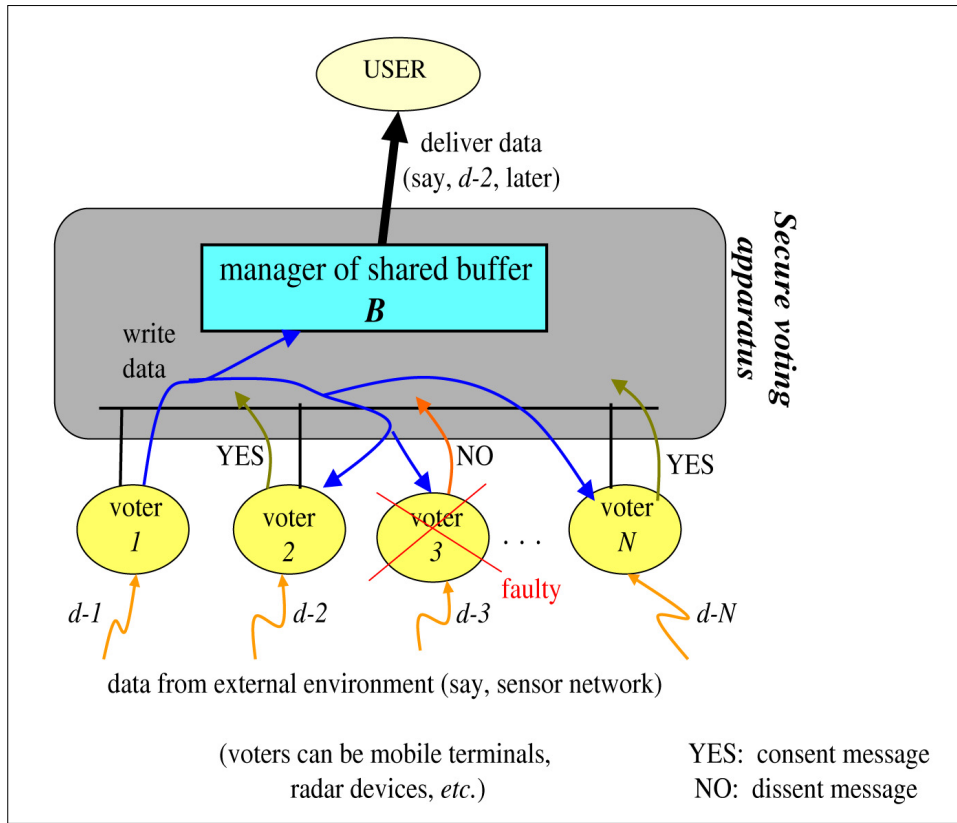 USER
deliver data
(say, d-2, later)
Secure voting
apparatus
manager of shared buffer
B
write
data
YES
NO
YES
voter
1
voter
2
voter
3
. . .
voter
N
faulty
d-1
d-2
d-3
d-N
data from external environment (say, sensor network)
(voters can be mobile terminals,
radar devices, etc.)
YES: consent message
NO: dissent message